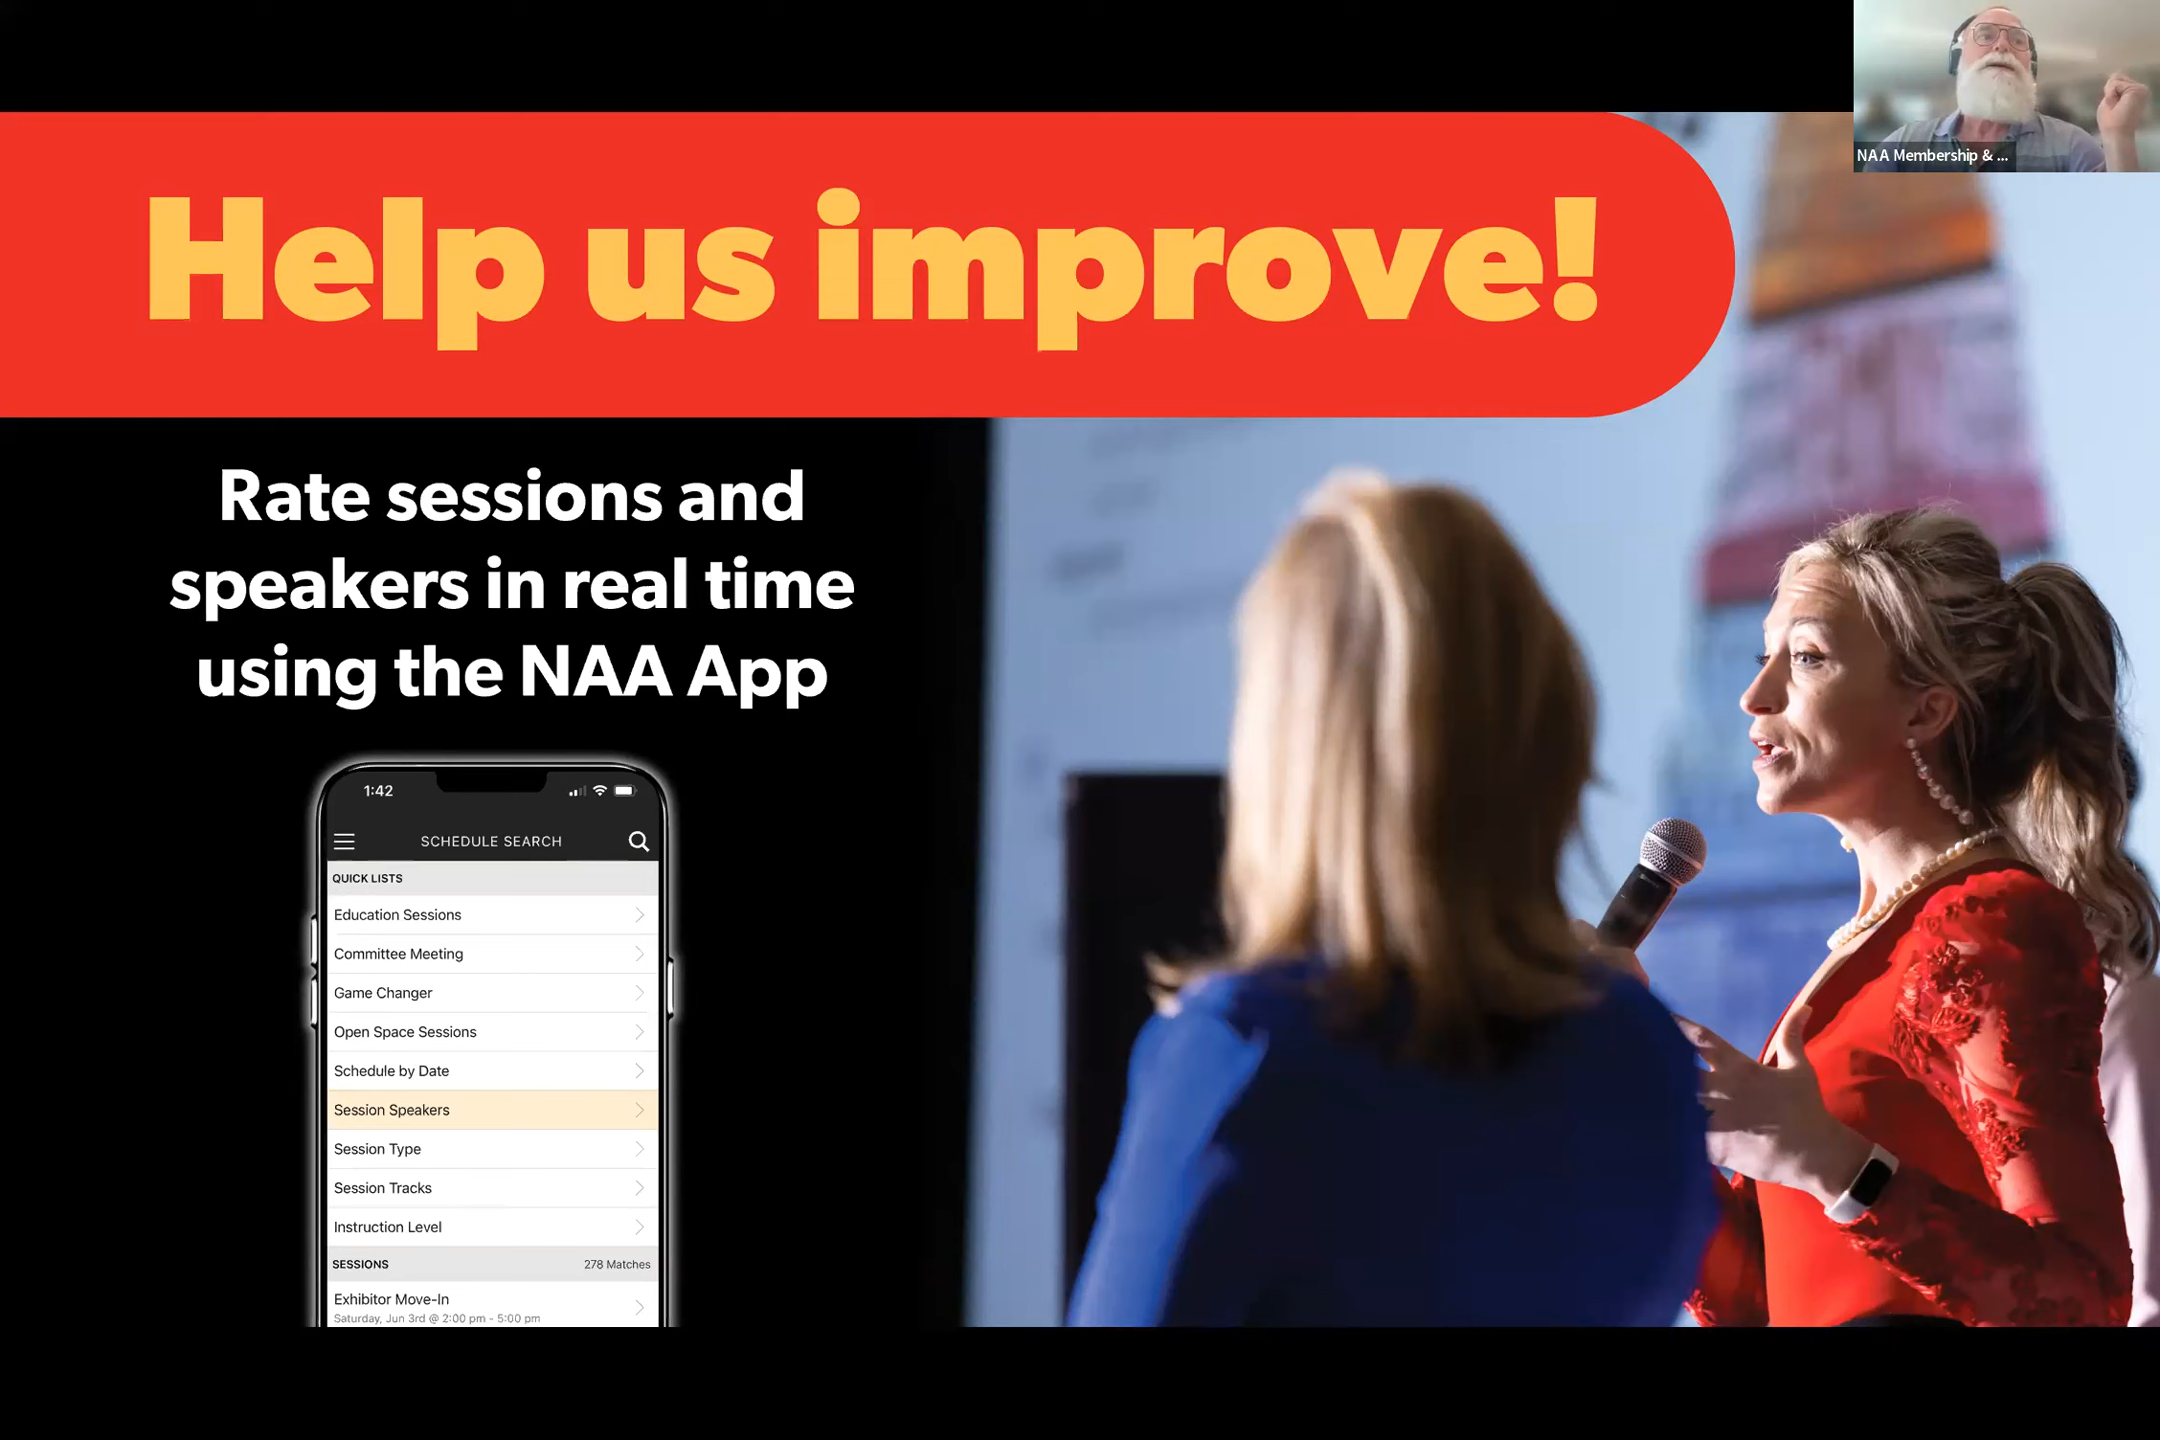 NAA Membership & ...
Help us improve!
Rate sessions and
speakers in real time
using the NAA App
1:42
SCHEDULE SEARCH
QUICK LISTS
Education Sessions
Committee Meeting
Game Changer
Open Space Sessions
Schedule by Date
Session Speakers
Session Type
Session Tracks
Instruction Level
SESSIONS 278 Matches
Exhibitor Move-In
Saturday, Jun 3rd @ 2:00 pm - 5:00 pm